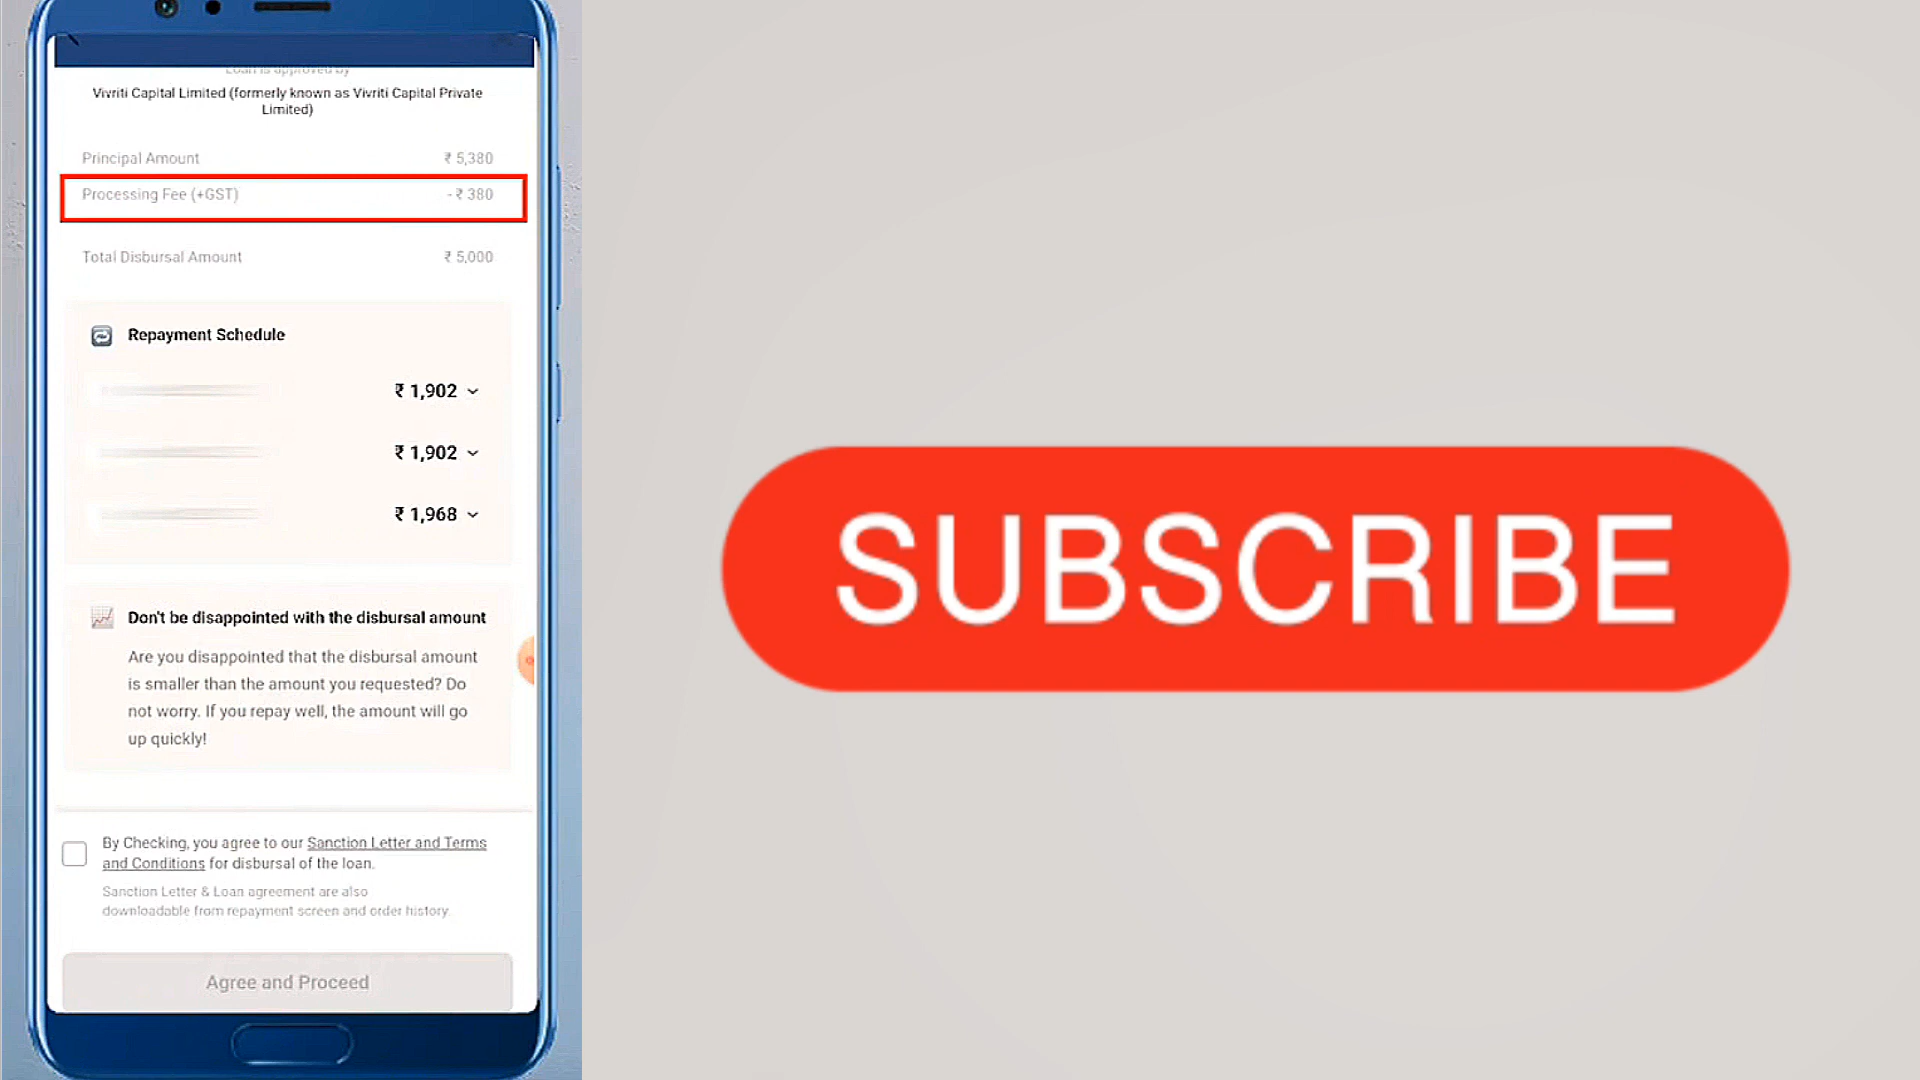 Loan is approved by
Vivriti Capital Limited (formerly known as Vivriti Capital Private
Limited)
Principal Amount ₹ 5,380
Processing Fee (+GST) - ₹ 380
Total Disbursal Amount ₹ 5,000
Repayment Schedule
₹ 1,902
₹ 1,902
₹ 1,968
Don't be disappointed with the disbursal amount
Are you disappointed that the disbursal amount
is smaller than the amount you requested? Do
not worry. If you repay well, the amount will go
up quickly!
By Checking, you agree to our Sanction Letter and Terms
and Conditions for disbursal of the loan.
Sanction Letter & Loan agreement are also
downloadable from repayment screen and order history.
Agree and Proceed
SUBSCRIBE